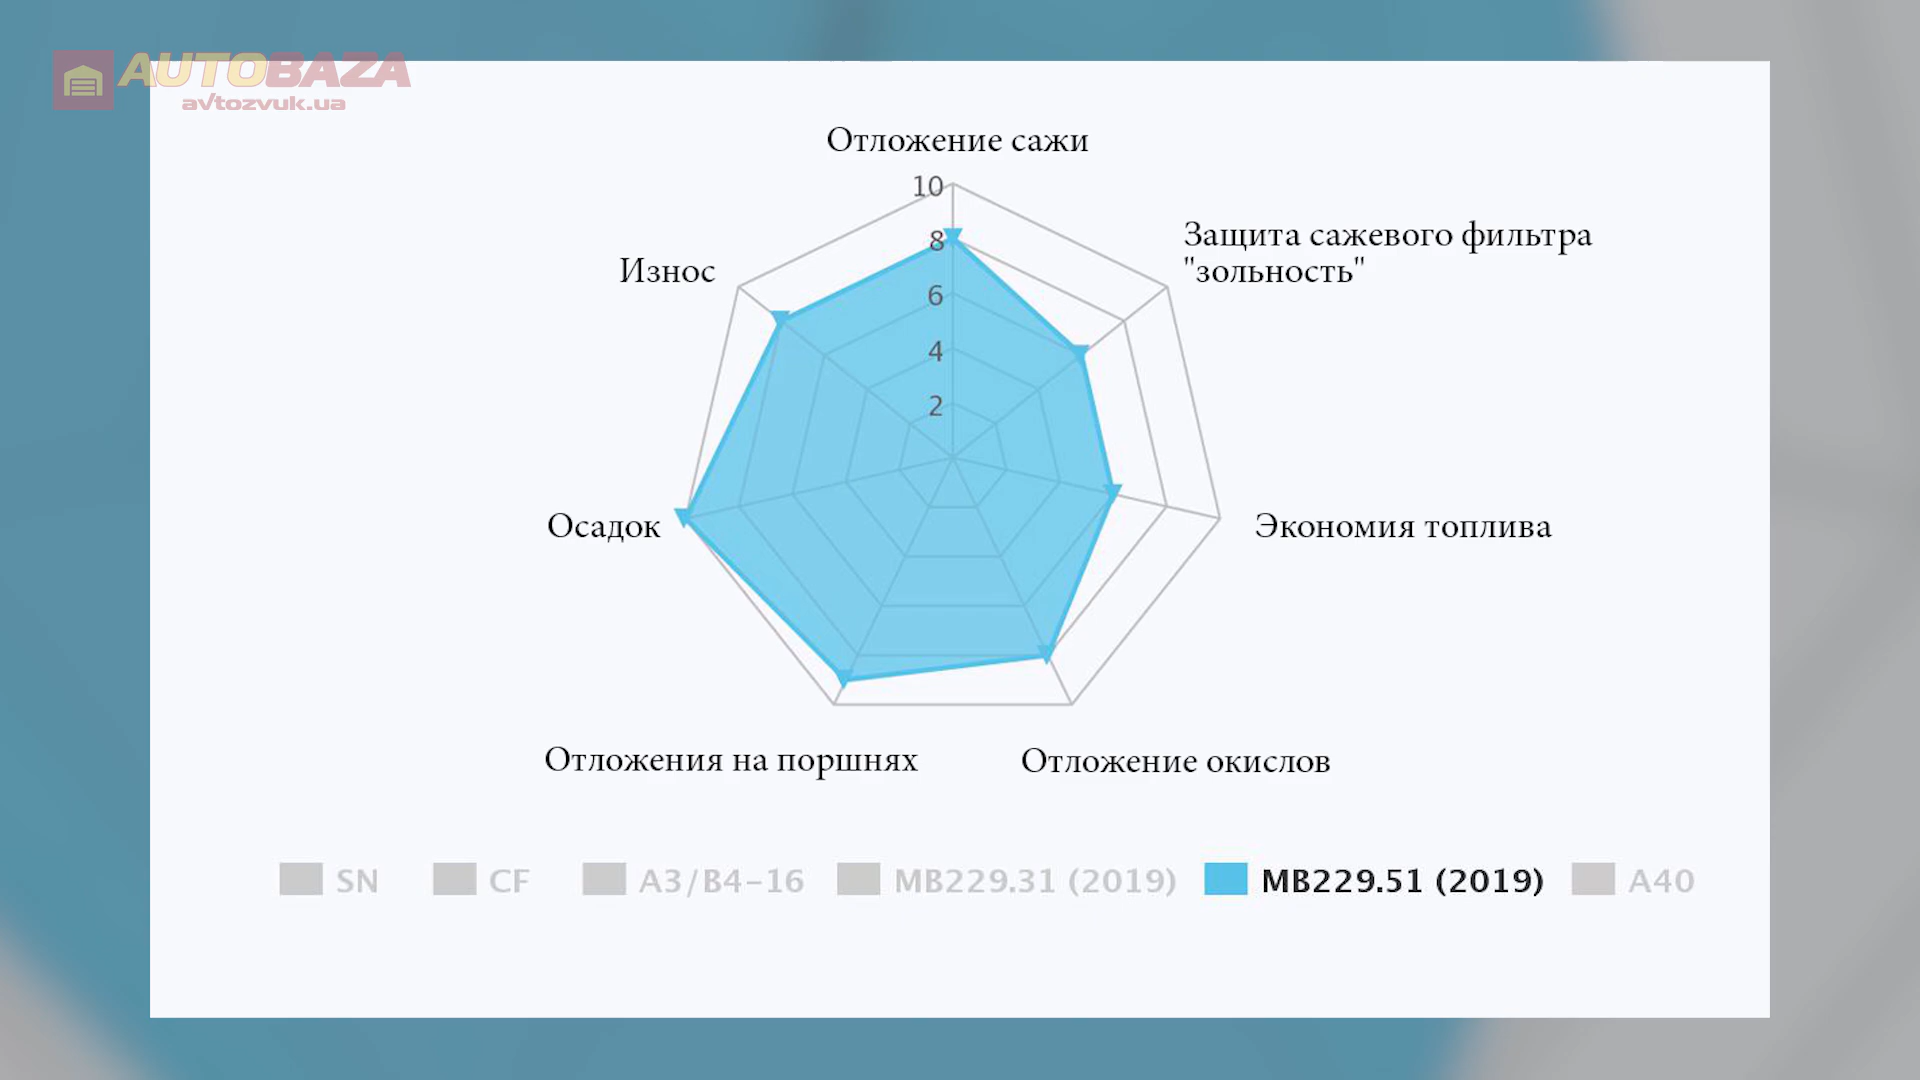 AUTOBAZA
avtozvuk.ua
Отложение сажи
10
8
6
4
2
Защита сажевого фильтра
"зольность"
Износ
Осадок
Экономия топлива
Отложения на поршнях
Отложение окислов
SN
CF
A3/B4-16
MB229.31 (2019)
MB229.51 (2019)
A40